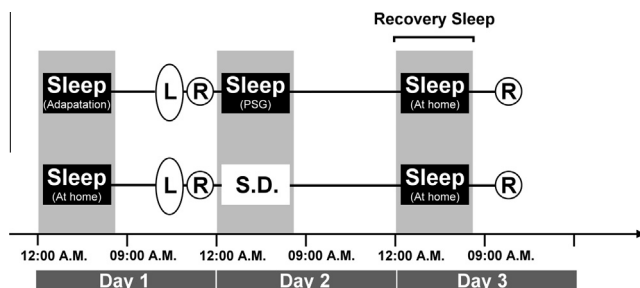 Recovery Sleep
Sleep
(Adapatation)
L
R
Sleep
(PSG)
Sleep
(At home)
R
Sleep
(At home)
L
R
S.D.
Sleep
(At home)
R
12:00 A.M. 09:00 A.M. 12:00 A.M. 09:00 A.M. 12:00 A.M. 09:00 A.M.
Day 1 Day 2 Day 3